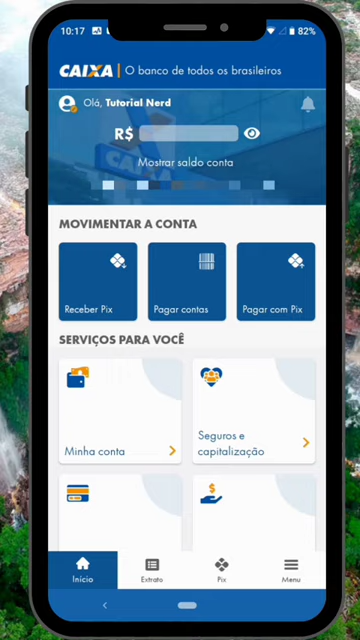 10:17
82%
CAIXA | O banco de todos os brasileiros
Olá, Tutorial Nerd
R$
Mostrar saldo conta
MOVIMENTAR A CONTA
Receber Pix
Pagar contas
Pagar com Pix
SERVIÇOS PARA VOCÊ
Minha conta
Seguros e
capitalização
Início
Extrato
Pix
Menu